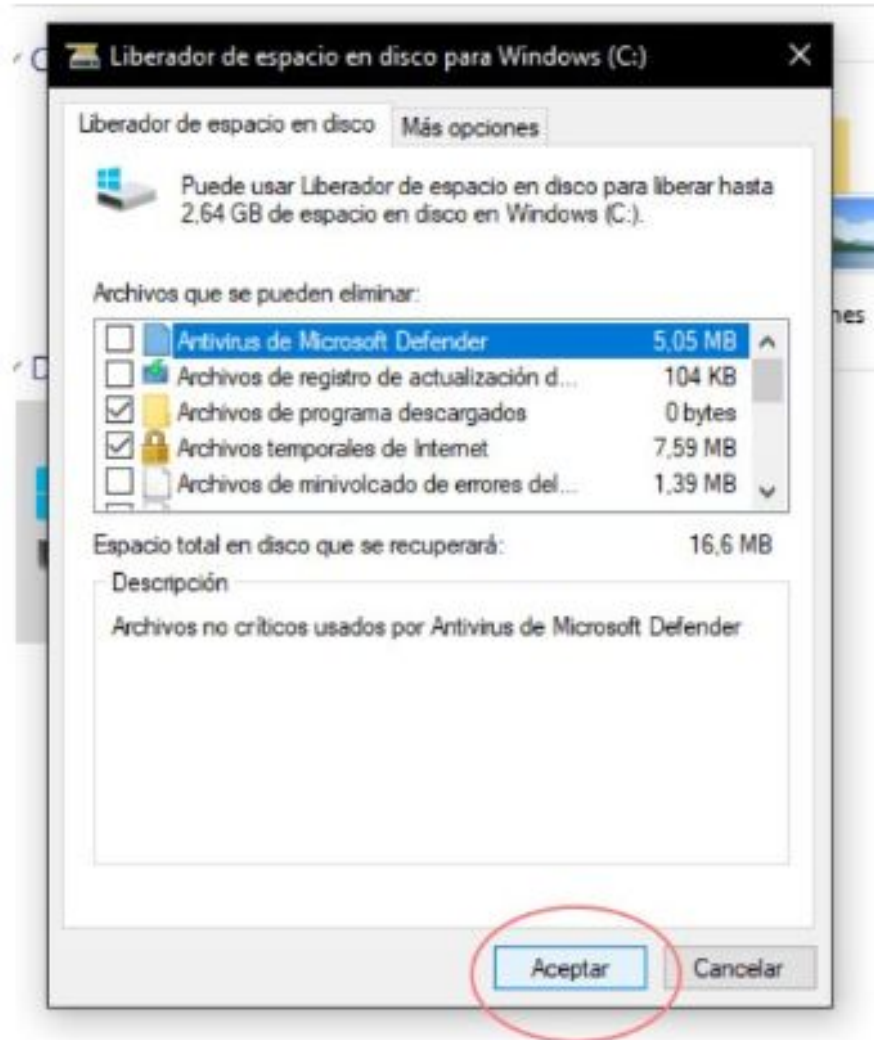 Liberador de espacio en disco para Windows (C:)
Liberador de espacio en disco
Más opciones
Puede usar Liberador de espacio en disco para liberar hasta
2,64 GB de espacio en disco en Windows (C:).
Archivos que se pueden eliminar:
Antivirus de Microsoft Defender 5,05 MB
Archivos de registro de actualización d... 104 KB
Archivos de programa descargados 0 bytes
Archivos temporales de Internet 7,59 MB
Archivos de minivolcado de errores del... 1,39 MB
Espacio total en disco que se recuperará: 16,6 MB
Descripción
Archivos no críticos usados por Antivirus de Microsoft Defender
Aceptar Cancelar